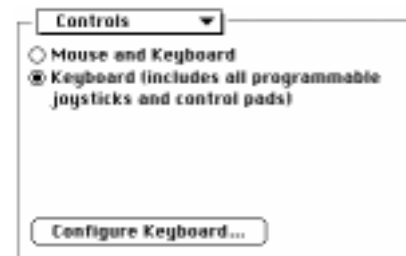 Controls
Mouse and Keyboard
Keyboard (includes all programmable
joysticks and control pads)
Configure Keyboard...